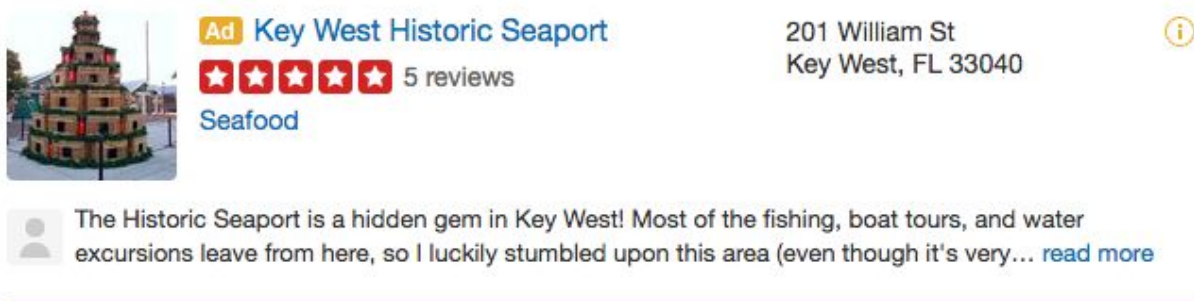 Ad Key West Historic Seaport
5 reviews
Seafood
201 William St
Key West, FL 33040
The Historic Seaport is a hidden gem in Key West! Most of the fishing, boat tours, and water
excursions leave from here, so I luckily stumbled upon this area (even though it's very... read more